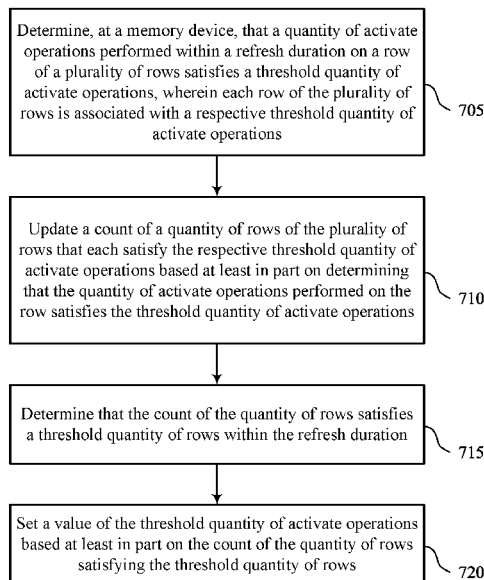 Determine, at a memory device, that a quantity of activate
operations performed within a refresh duration on a row
of a plurality of rows satisfies a threshold quantity of
activate operations, wherein each row of the plurality of
rows is associated with a respective threshold quantity of
activate operations
705
Update a count of a quantity of rows of the plurality of
rows that each satisfy the respective threshold quantity of
activate operations based at least in part on determining
that the quantity of activate operations performed on the
row satisfies the threshold quantity of activate operations
710
Determine that the count of the quantity of rows satisfies
a threshold quantity of rows within the refresh duration
715
Set a value of the threshold quantity of activate operations
based at least in part on the count of the quantity of rows
satisfying the threshold quantity of rows
720